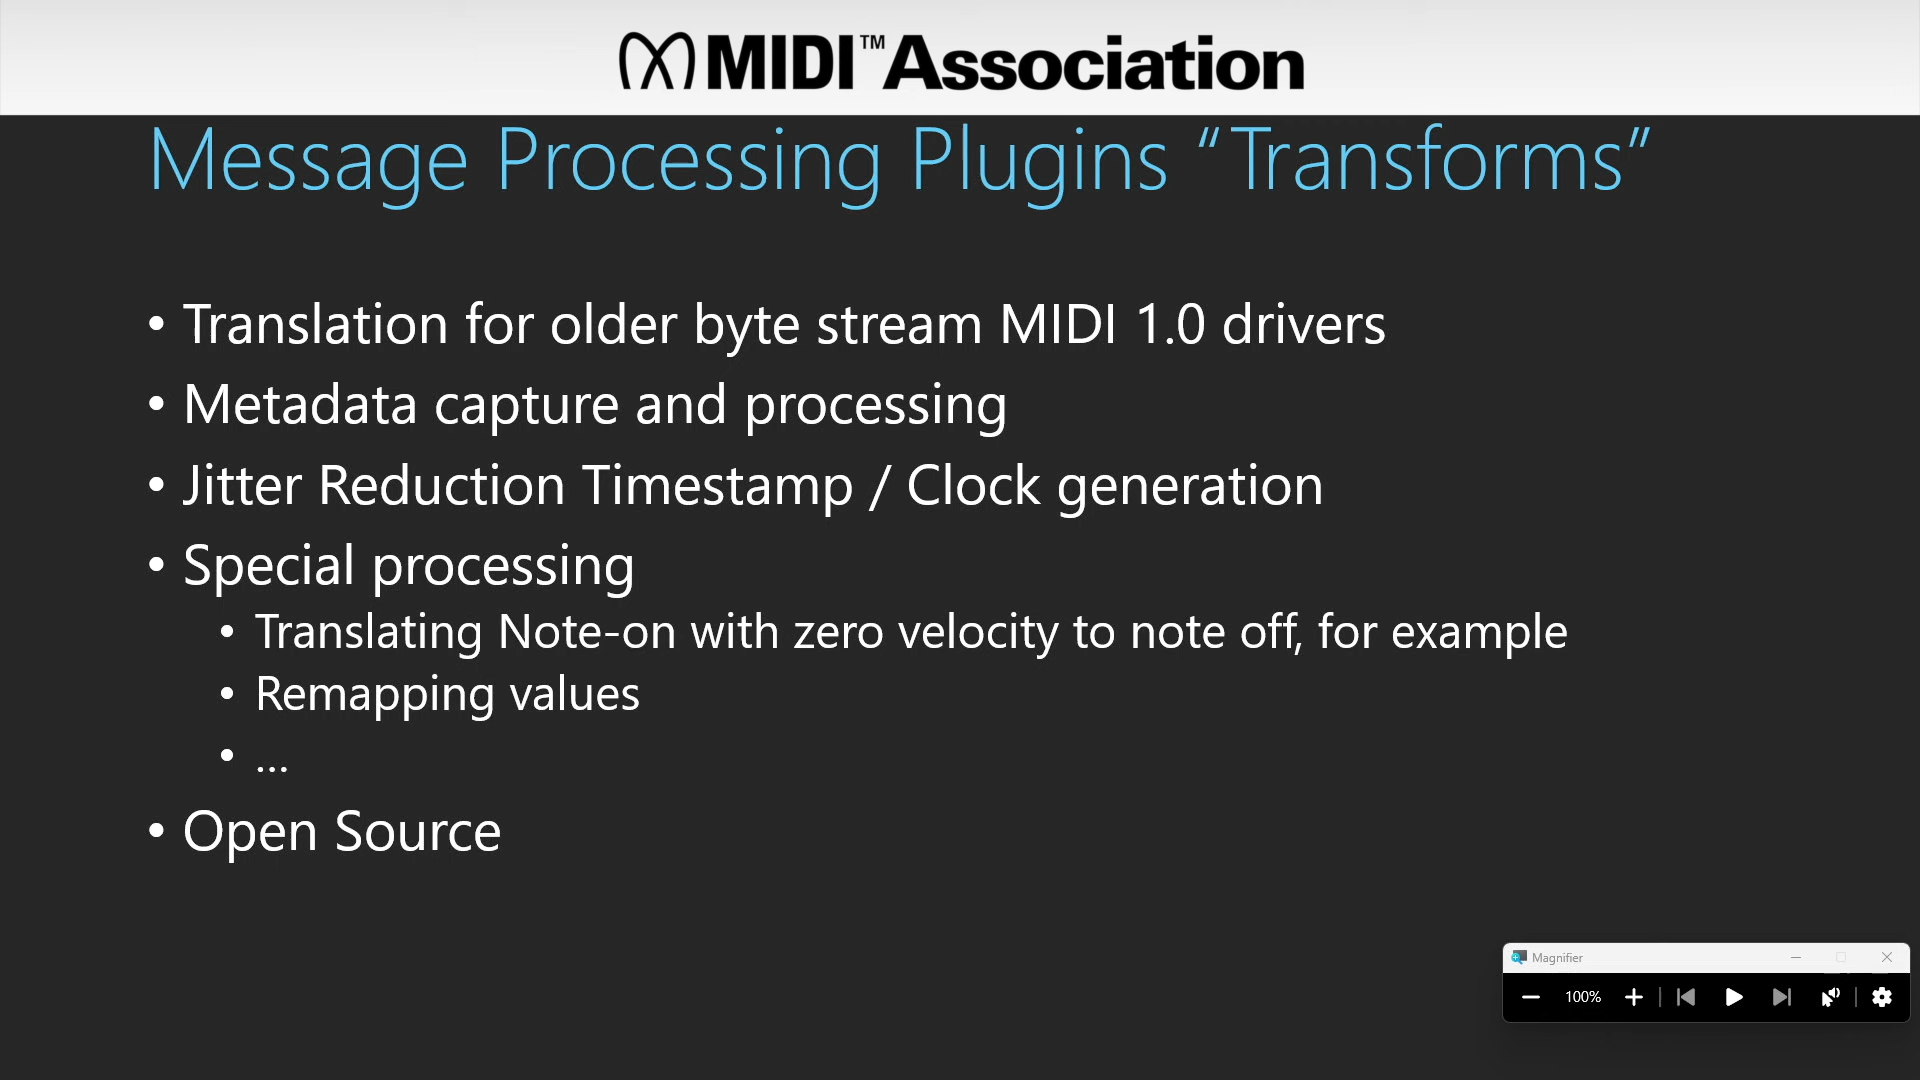 MIDI™Association
Message Processing Plugins “Transforms”
• Translation for older byte stream MIDI 1.0 drivers
• Metadata capture and processing
• Jitter Reduction Timestamp / Clock generation
• Special processing
• Translating Note-on with zero velocity to note off, for example
• Remapping values
• ...
• Open Source
Magnifier
100%